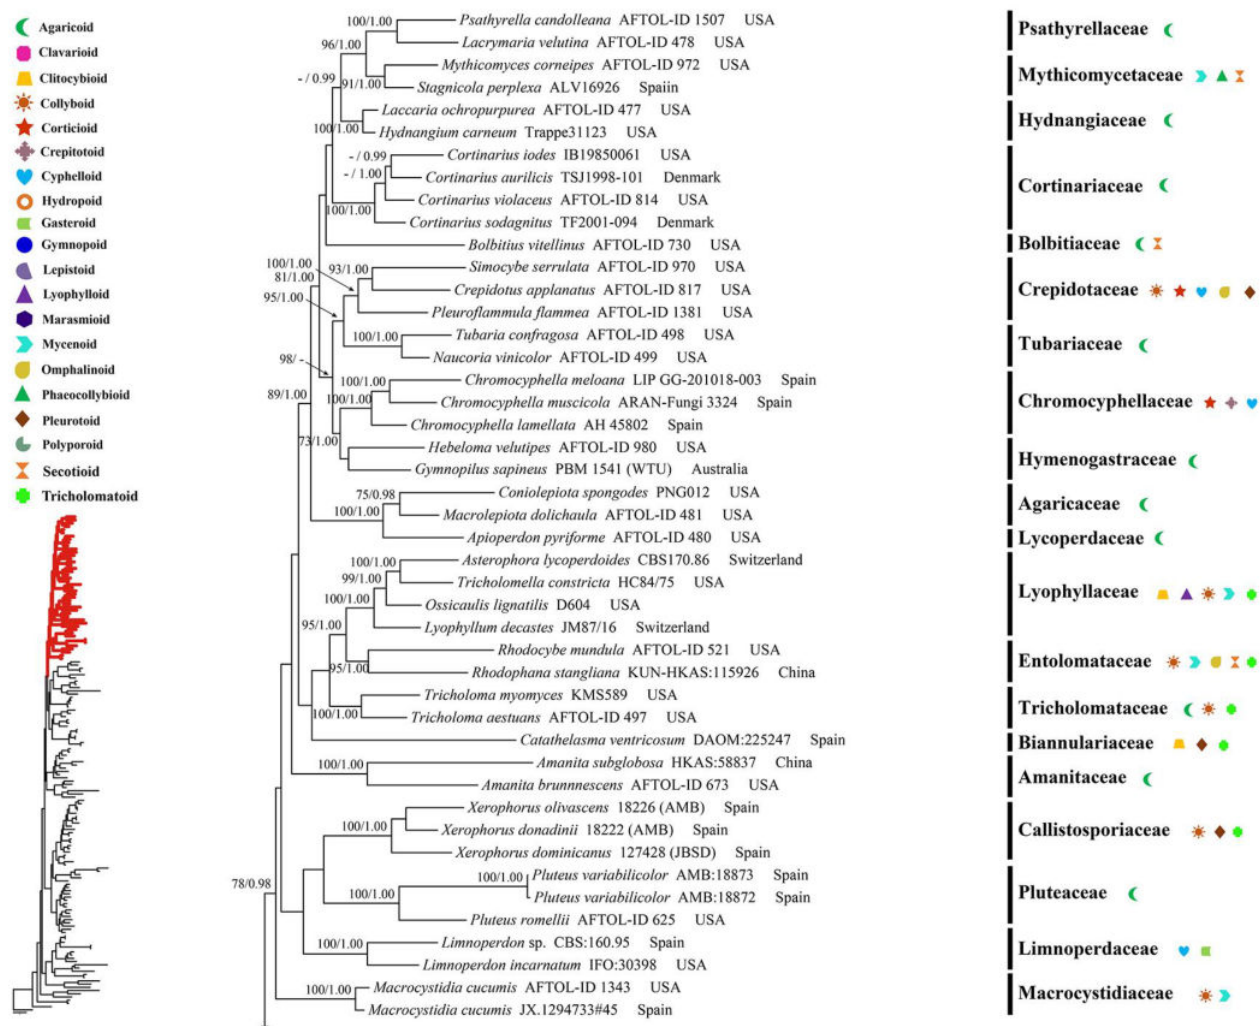 Agaricoid
Clavarioid
Clitocybioid
Collyboid
Corticioid
Crepitotoid
Cyphelloid
Hydropoid
Gasteroid
Gymnopoid
Lepistoid
Lyophylloid
Marasmioid
Mycenoid
Omphalinoid
Phaeocollybioid
Pleurotoid
Polyporoid
Secotioid
Tricholomatoid
100/1.00
96/1.00
- / 0.99
91/1.00
100/1.00
- / 0.99
- / 1.00
100/1.00
100/1.00
81/1.00
93/1.00
95/1.00
100/1.00
98/ -
100/1.00
100/1.00
89/1.00
73/1.00
75/0.98
100/1.00
100/1.00
99/1.00
100/1.00
95/1.00
95/1.00
100/1.00
100/1.00
100/1.00
100/1.00
78/0.98
100/1.00
100/1.00
100/1.00
Psathyrella candolleana AFTOL-ID 1507 USA
Lacrymaria velutina AFTOL-ID 478 USA
Mythicomyces corneipes AFTOL-ID 972 USA
Stagnicola perplexa ALV16926 Spaiin
Laccaria ochropurpurea AFTOL-ID 477 USA
Hydnangium carneum Trappe31123 USA
Cortinarius iodes IB19850061 USA
Cortinarius aurilicis TSJ1998-101 Denmark
Cortinarius violaceus AFTOL-ID 814 USA
Cortinarius sodagnitus TF2001-094 Denmark
Bolbitius vitellinus AFTOL-ID 730 USA
Simocybe serrulata AFTOL-ID 970 USA
Crepidotus applanatus AFTOL-ID 817 USA
Pleuroflammula flammea AFTOL-ID 1381 USA
Tubaria confragosa AFTOL-ID 498 USA
Naucoria vinicolor AFTOL-ID 499 USA
Chromocyphella meloana LIP GG-201018-003 Spain
Chromocyphella muscicola ARAN-Fungi 3324 Spain
Chromocyphella lamellata AH 45802 Spain
Hebeloma velutipes AFTOL-ID 980 USA
Gymnopilus sapineus PBM 1541 (WTU) Australia
Coniolepiota spongodes PNG012 USA
Macrolepiota dolichaula AFTOL-ID 481 USA
Apioperdon pyriforme AFTOL-ID 480 USA
Asterophora lycoperdoides CBS170.86 Switzerland
Tricholomella constricta HC84/75 USA
Ossicaulis lignatilis D604 USA
Lyophyllum decastes JM87/16 Switzerland
Rhodocybe mundula AFTOL-ID 521 USA
Rhodophana stangliana KUN-HKAS:115926 China
Tricholoma myomyces KMS589 USA
Tricholoma aestuans AFTOL-ID 497 USA
Catathelasma ventricosum DAOM:225247 Spain
Amanita subglobosa HKAS:58837 China
Amanita brunnnescens AFTOL-ID 673 USA
Xerophorus olivascens 18226 (AMB) Spain
Xerophorus donadinii 18222 (AMB) Spain
Xerophorus dominicanus 127428 (JBSD) Spain
Pluteus variabilicolor AMB:18873 Spain
Pluteus variabilicolor AMB:18872 Spain
Pluteus romellii AFTOL-ID 625 USA
Limnoperdon sp. CBS:160.95 Spain
Limnoperdon incarnatum IFO:30398 USA
Macrocystidia cucumis AFTOL-ID 1343 USA
Macrocystidia cucumis JX.1294733#45 Spain
Psathyrellaceae
Mythicomycetaceae
Hydnangiaceae
Cortinariaceae
Bolbitiaceae
Crepidotaceae
Tubariaceae
Chromocyphellaceae
Hymenogastraceae
Agaricaceae
Lycoperdaceae
Lyophyllaceae
Entolomataceae
Tricholomataceae
Biannulariaceae
Amanitaceae
Callistosporiaceae
Pluteaceae
Limnoperdaceae
Macrocystidiaceae